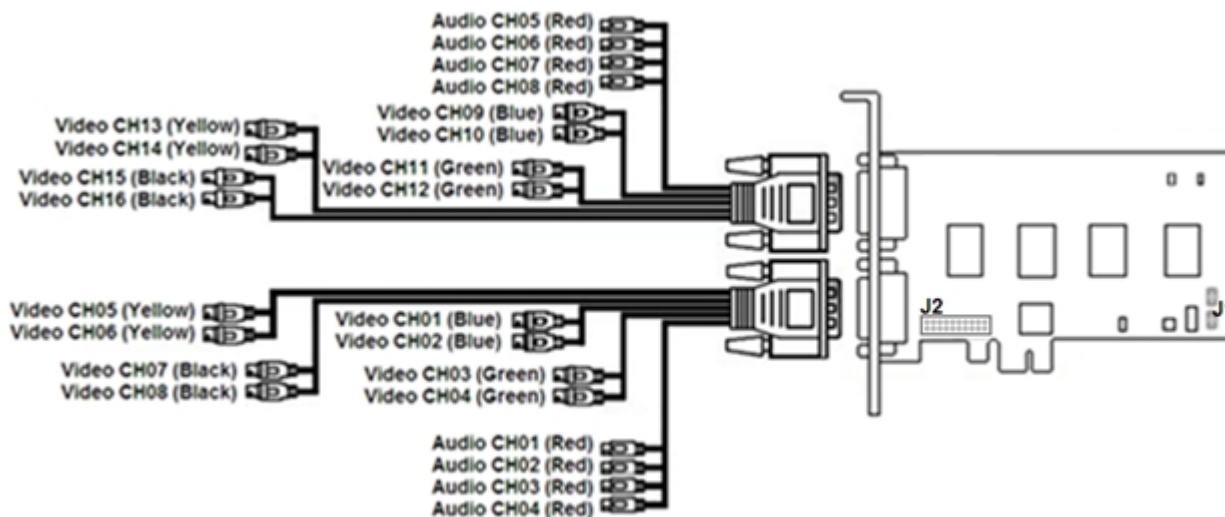 Audio CH05 (Red)
Audio CH06 (Red)
Audio CH07 (Red)
Audio CH08 (Red)
Video CH09 (Blue)
Video CH10 (Blue)
Video CH13 (Yellow)
Video CH14 (Yellow)
Video CH11 (Green)
Video CH12 (Green)
Video CH15 (Black)
Video CH16 (Black)
Video CH05 (Yellow)
Video CH06 (Yellow)
Video CH01 (Blue)
Video CH02 (Blue)
Video CH07 (Black)
Video CH08 (Black)
Video CH03 (Green)
Video CH04 (Green)
Audio CH01 (Red)
Audio CH02 (Red)
Audio CH03 (Red)
Audio CH04 (Red)
J2
J